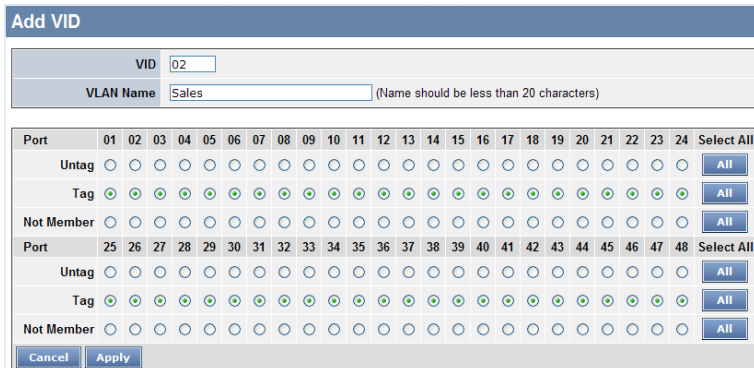 Add VID
VID 02
VLAN Name Sales (Name should be less than 20 characters)
Port 01 02 03 04 05 06 07 08 09 10 11 12 13 14 15 16 17 18 19 20 21 22 23 24 Select All
Untag All
Tag All
Not Member All
Port 25 26 27 28 29 30 31 32 33 34 35 36 37 38 39 40 41 42 43 44 45 46 47 48 Select All
Untag All
Tag All
Not Member All
Cancel Apply